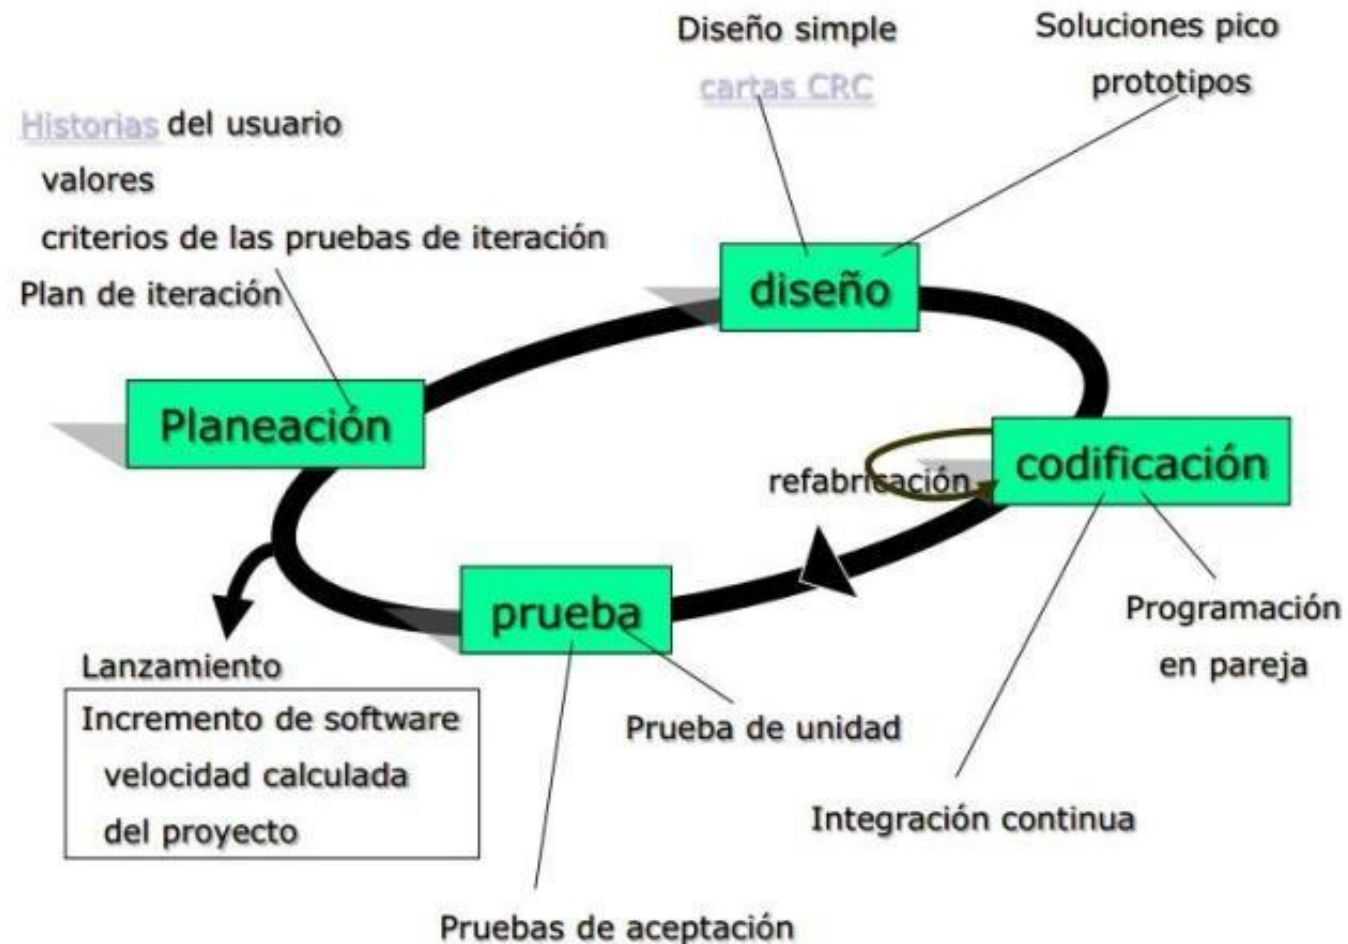 Diseño simple
cartas CRC
Soluciones pico
prototipos
Historias del usuario
valores
criterios de las pruebas de iteración
Plan de iteración
diseño
Planeación
codificación
refabricación
prueba
Programación
en pareja
Lanzamiento
Incremento de software
velocidad calculada
del proyecto
Prueba de unidad
Integración continua
Pruebas de aceptación